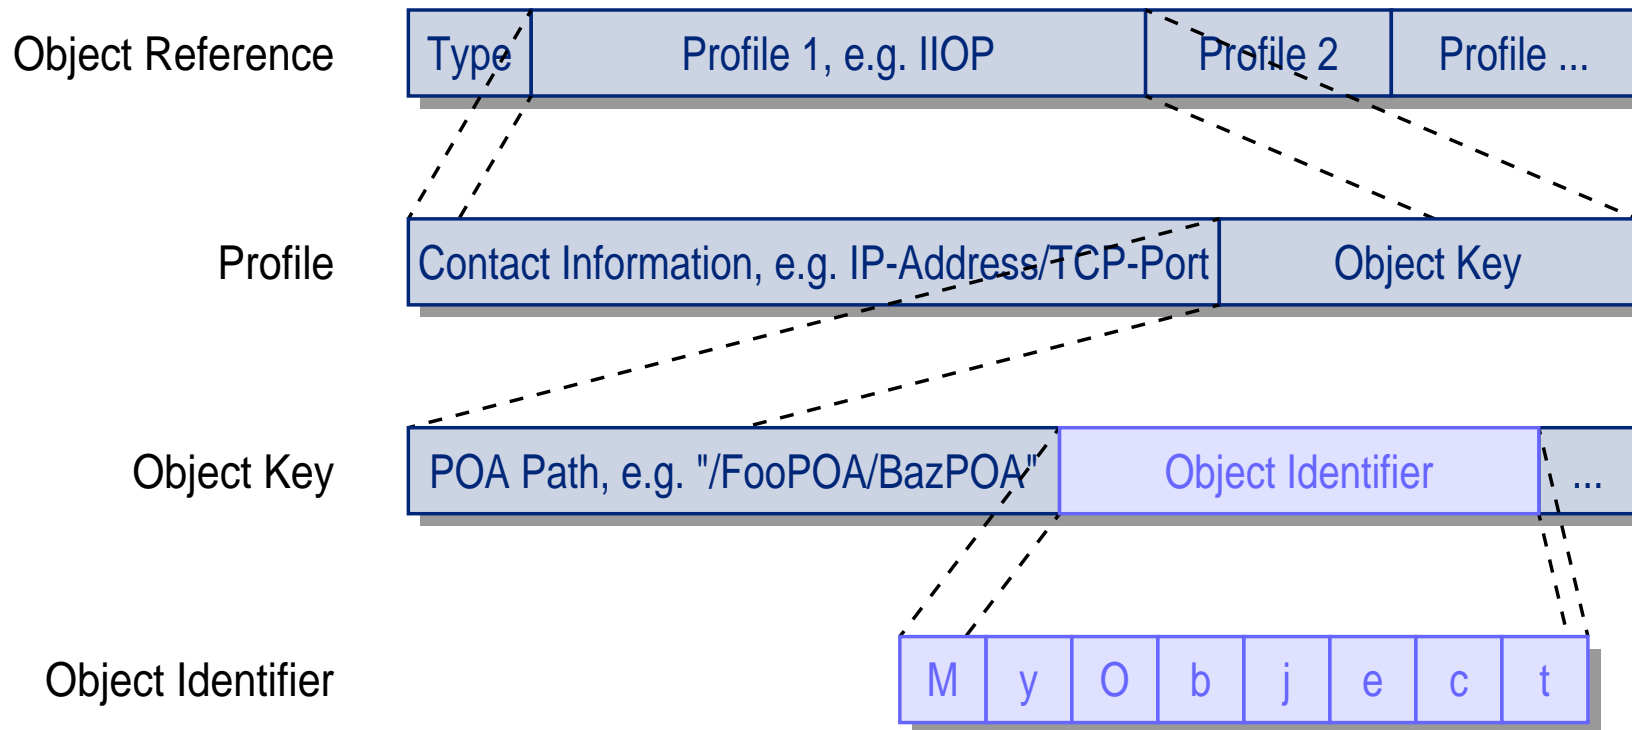 Object Reference Type Profile 1, e.g. IIOP Profile 2 Profile ...
Profile Contact Information, e.g. IP-Address/TCP-Port Object Key
Object Key POA Path, e.g. "/FooPOA/BazPOA" Object Identifier ...
Object Identifier M y O b j e c t